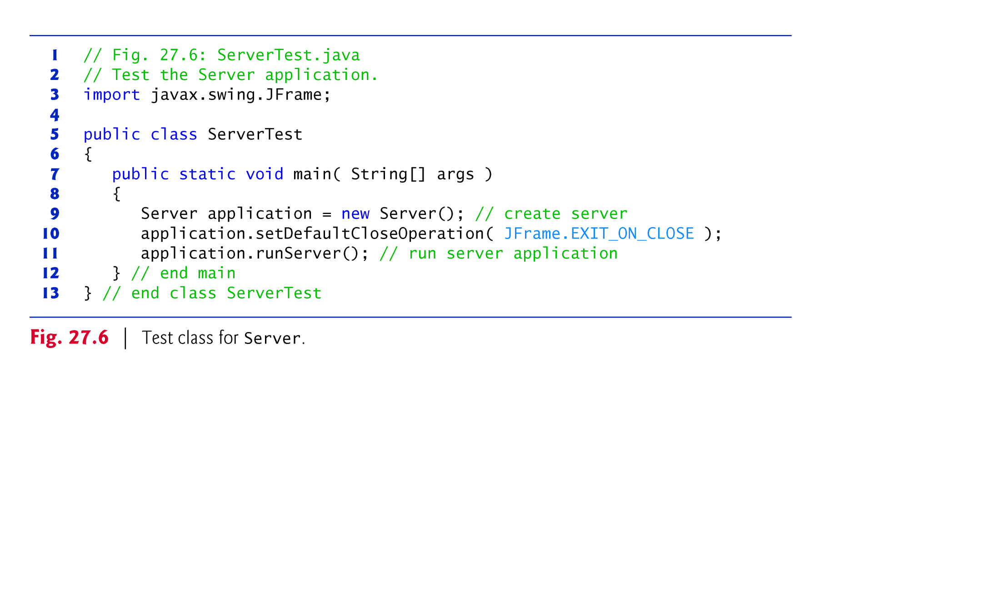 1 // Fig. 27.6: ServerTest.java
2 // Test the Server application.
3 import javax.swing.JFrame;
4
5 public class ServerTest
6 {
7    public static void main( String[] args )
8    {
9       Server application = new Server(); // create server
10       application.setDefaultCloseOperation( JFrame.EXIT_ON_CLOSE );
11       application.runServer(); // run server application
12    } // end main
13 } // end class ServerTest
Fig. 27.6 | Test class for Server.